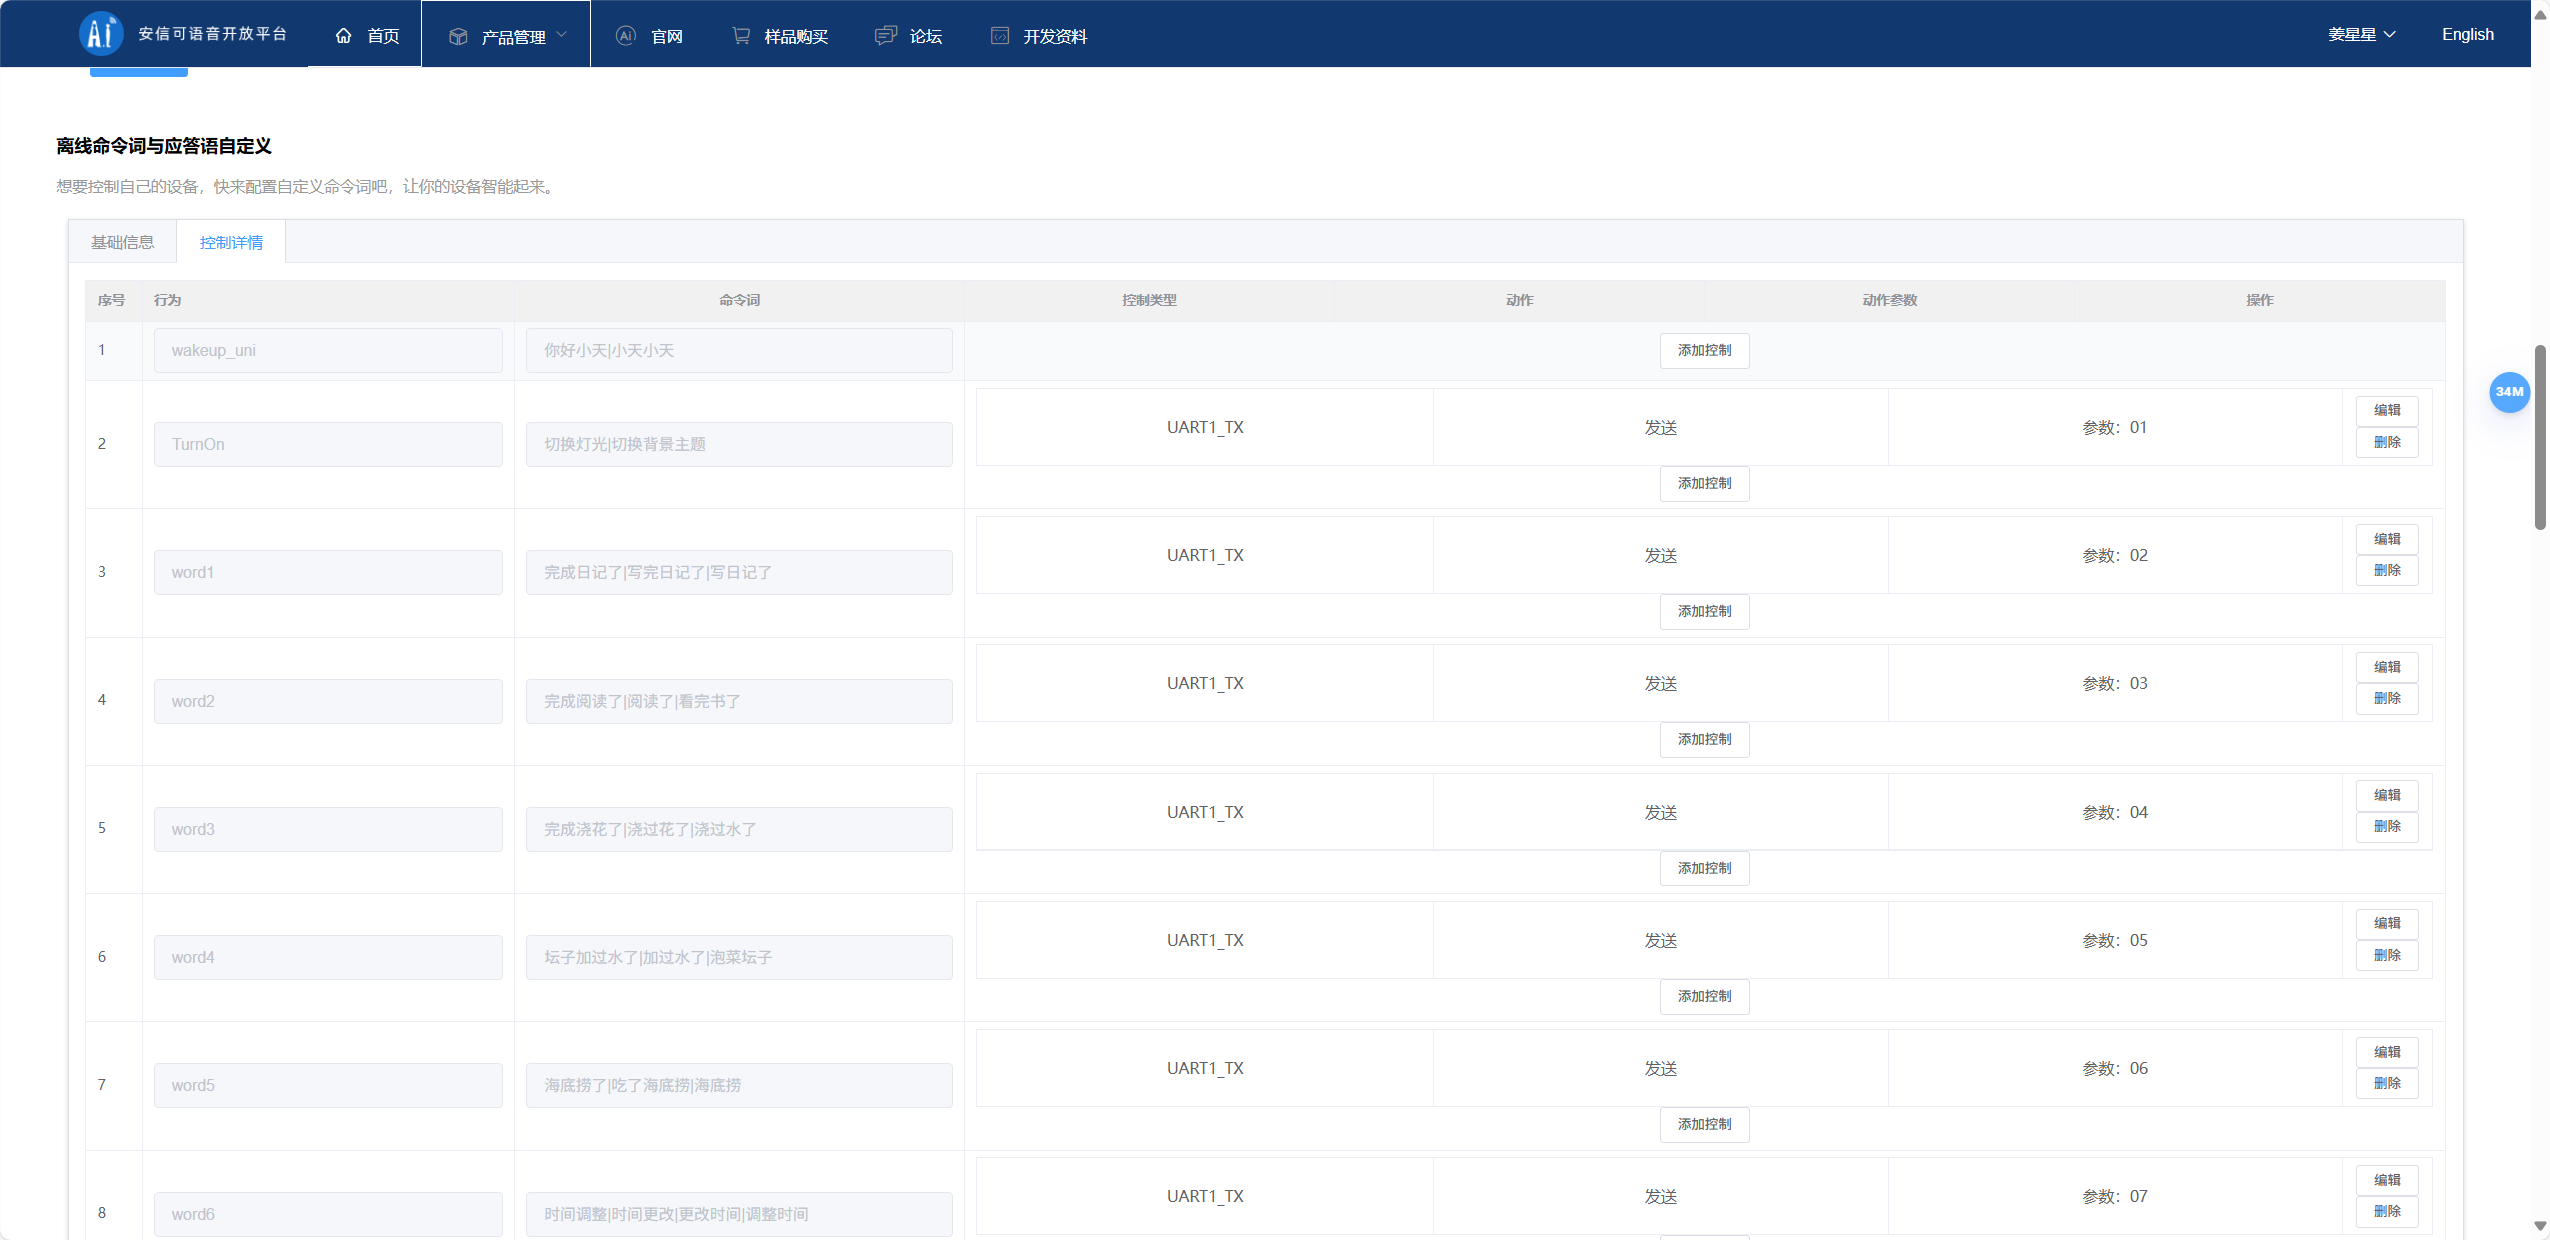 安信可语音开放平台 首页 产品管理 官网 样品购买 论坛 开发资料 姜星星 English
离线命令词与应答语自定义
想要控制自己的设备，快来配置自定义命令词吧，让你的设备智能起来。
基础信息 控制详情
序号 行为 命令词 控制类型 动作 动作参数 操作
1 wakeup_uni 你好小天|小天小天 添加控制
34M
2 TurnOn 切换灯光|切换背景主题 UART1_TX 发送 参数：01 编辑 删除
添加控制
3 word1 完成日记了|写完日记了|写日记了 UART1_TX 发送 参数：02 编辑 删除
添加控制
4 word2 完成阅读了|阅读了|看完书了 UART1_TX 发送 参数：03 编辑 删除
添加控制
5 word3 完成浇花了|浇过花了|浇过水了 UART1_TX 发送 参数：04 编辑 删除
添加控制
6 word4 坛子加过水了|加过水了|泡菜坛子 UART1_TX 发送 参数：05 编辑 删除
添加控制
7 word5 海底捞了|吃了海底捞|海底捞 UART1_TX 发送 参数：06 编辑 删除
添加控制
8 word6 时间调整|时间更改|更改时间|调整时间 UART1_TX 发送 参数：07 编辑 删除